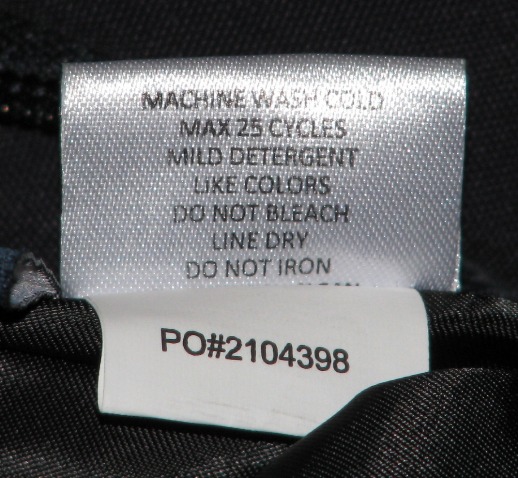 MACHINE WASH COLD
MAX 25 CYCLES
MILD DETERGENT
LIKE COLORS
DO NOT BLEACH
LINE DRY
DO NOT IRON
PO#2104398